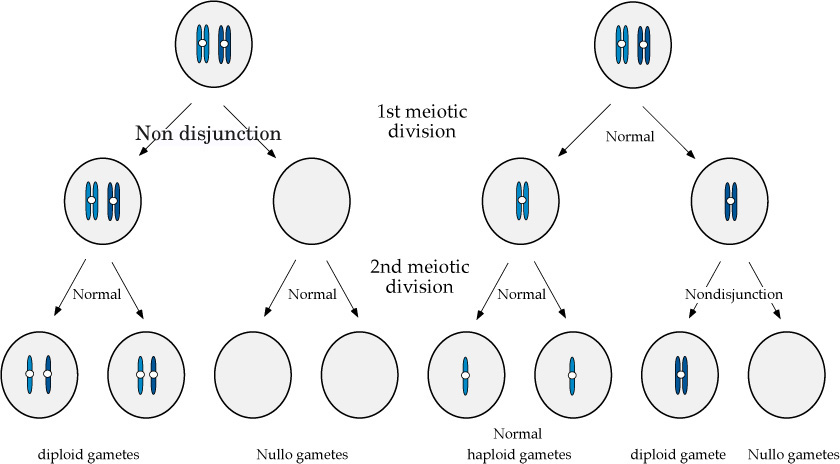 1st meiotic
division
Non disjunction
Normal
2nd meiotic
division
Normal
Normal
Normal
Nondisjunction
diploid gametes
Nullo gametes
Normal
haploid gametes
diploid gamete
Nullo gametes